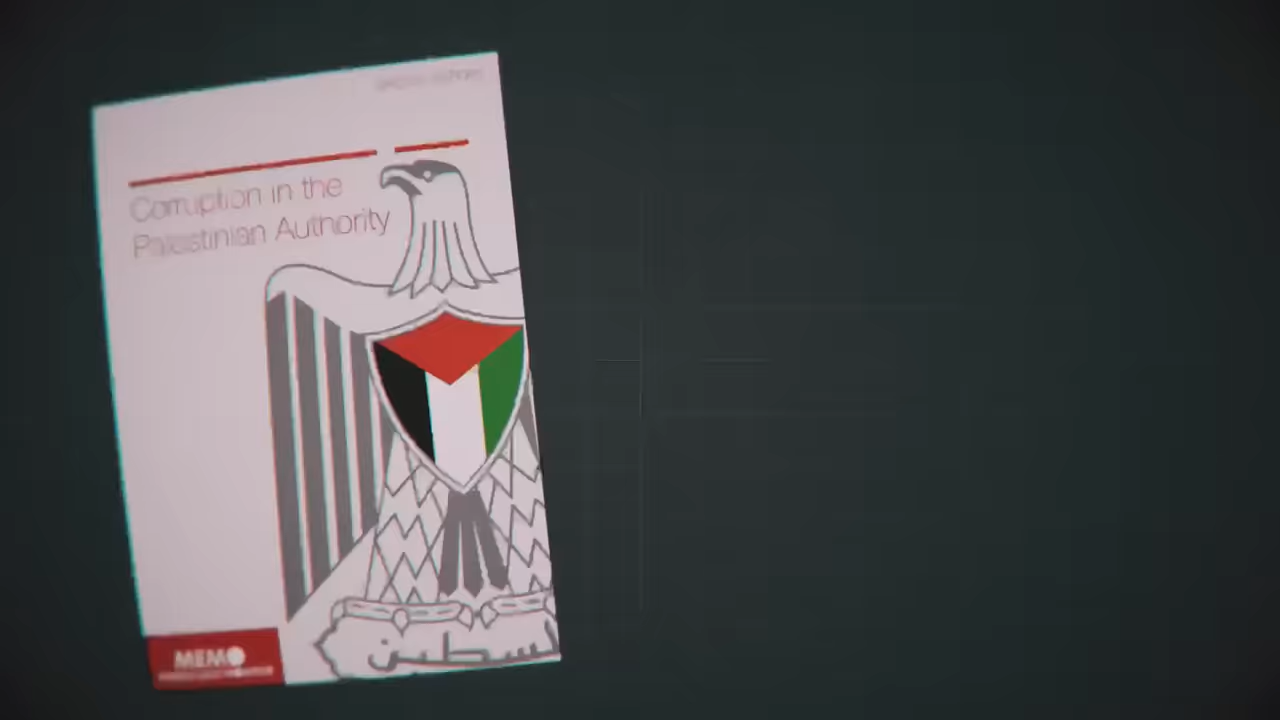 Corruption in the
Palestinian Authority
MEMO
فلسطين